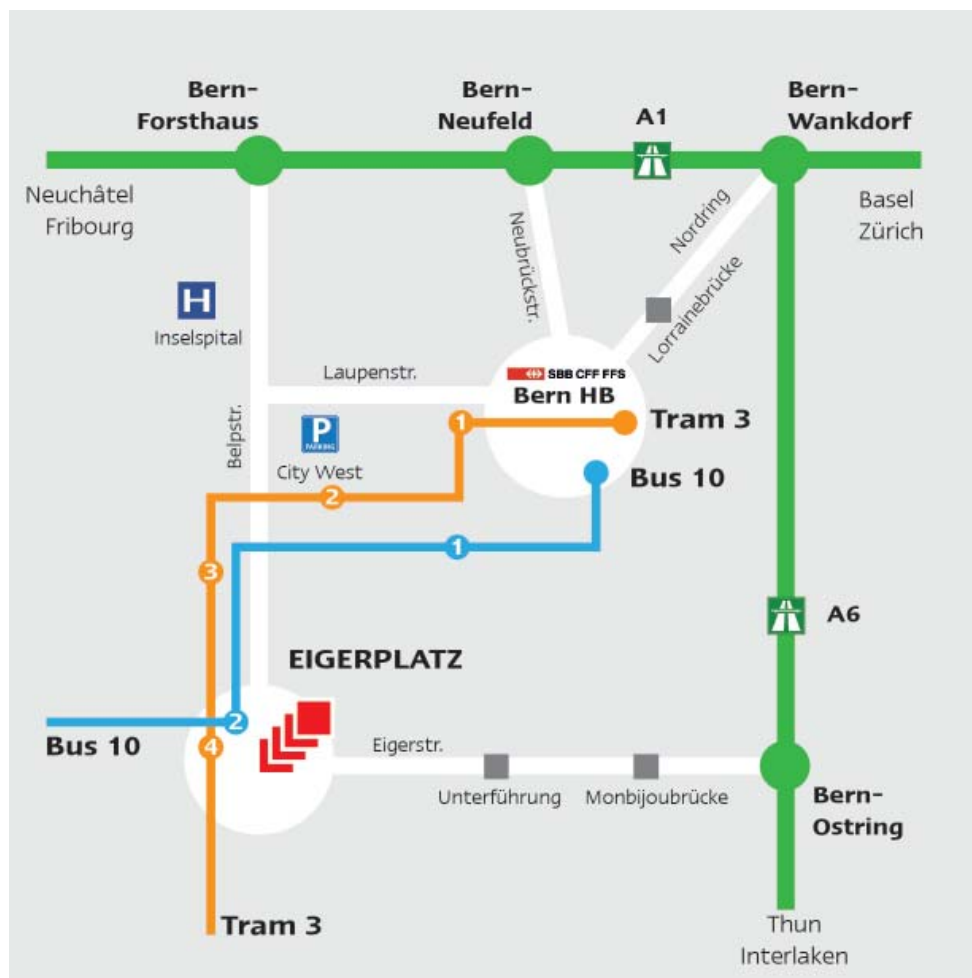 Bern-
Forsthaus
Bern-
Neufeld
A1
Bern-
Wankdorf
Neuchâtel
Fribourg
Basel
Zürich
Neubrückstr.
Nordring
Lorrainebrücke
H
Inselspital
Laupenstr.
SBB CFF FFS
Bern HB
Belpstr.
P
PARKING
City West
1
Tram 3
Bus 10
2
1
3
A6
EIGERPLATZ
2
Bus 10
4
Eigerstr.
Unterführung
Monbijoubrücke
Bern-
Ostring
Tram 3
Thun
Interlaken